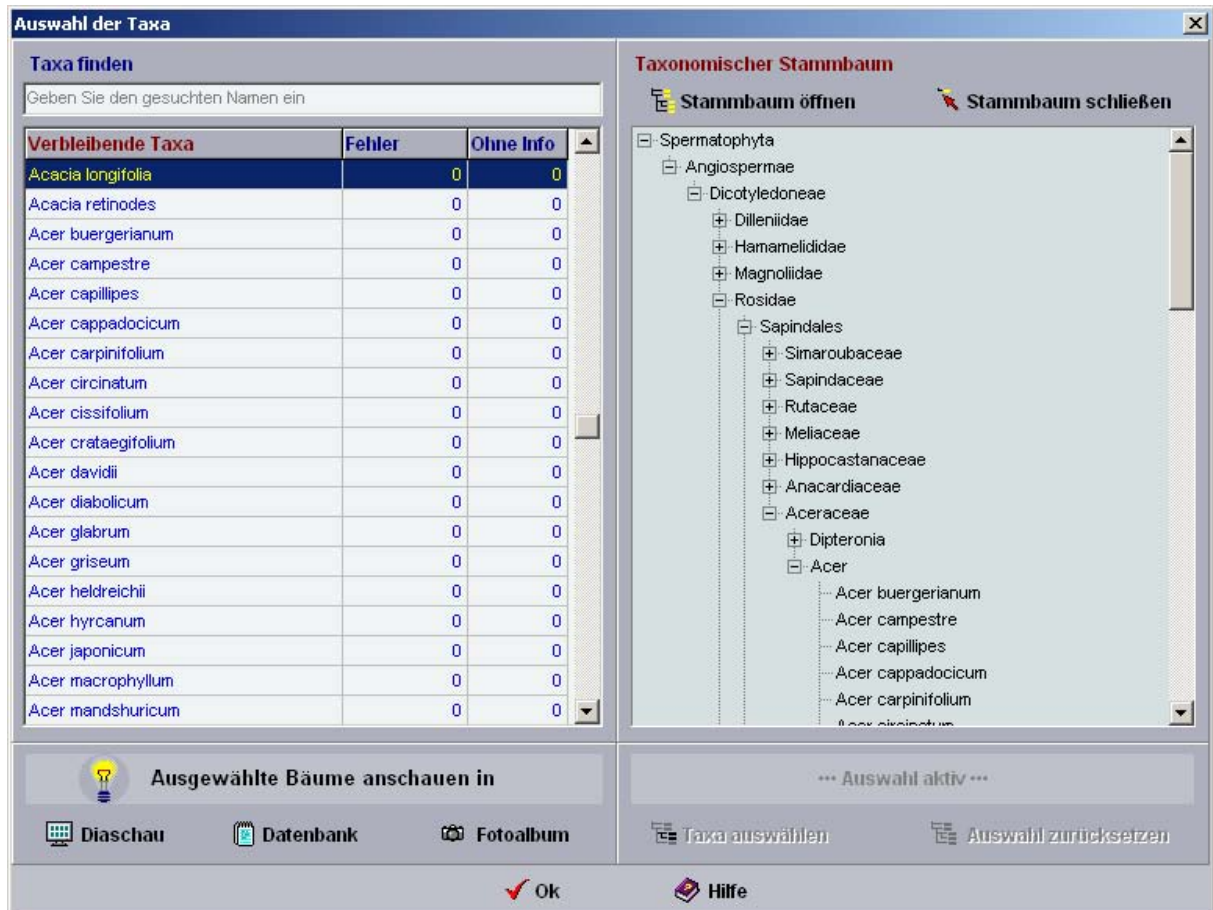 Auswahl der Taxa
Taxa finden
Geben Sie den gesuchten Namen ein
Verbleibende Taxa Fehler Ohne Info
Acacia longifolia 0 0
Acacia retinodes 0 0
Acer buergerianum 0 0
Acer campestre 0 0
Acer capillipes 0 0
Acer cappadocicum 0 0
Acer carpinifolium 0 0
Acer circinatum 0 0
Acer cissifolium 0 0
Acer crataegifolium 0 0
Acer davidii 0 0
Acer diabolicum 0 0
Acer glabrum 0 0
Acer griseum 0 0
Acer heldreichii 0 0
Acer hyrcanum 0 0
Acer japonicum 0 0
Acer macrophyllum 0 0
Acer mandshuricum 0 0
Ausgewählte Bäume anschauen in
Diaschau Datenbank Fotoalbum
Taxonomischer Stammbaum
Stammbaum öffnen Stammbaum schließen
Spermatophyta
Angiospermae
Dicotyledoneae
Dilleniidae
Hamamelididae
Magnoliidae
Rosidae
Sapindales
Simaroubaceae
Sapindaceae
Rutaceae
Meliaceae
Hippocastanaceae
Anacardiaceae
Aceraceae
Dipteronia
Acer
Acer buergerianum
Acer campestre
Acer capillipes
Acer cappadocicum
Acer carpinifolium
Acer circinatum
--- Auswahl aktiv ---
Taxa auswählen Auswahl zurücksetzen
Ok Hilfe